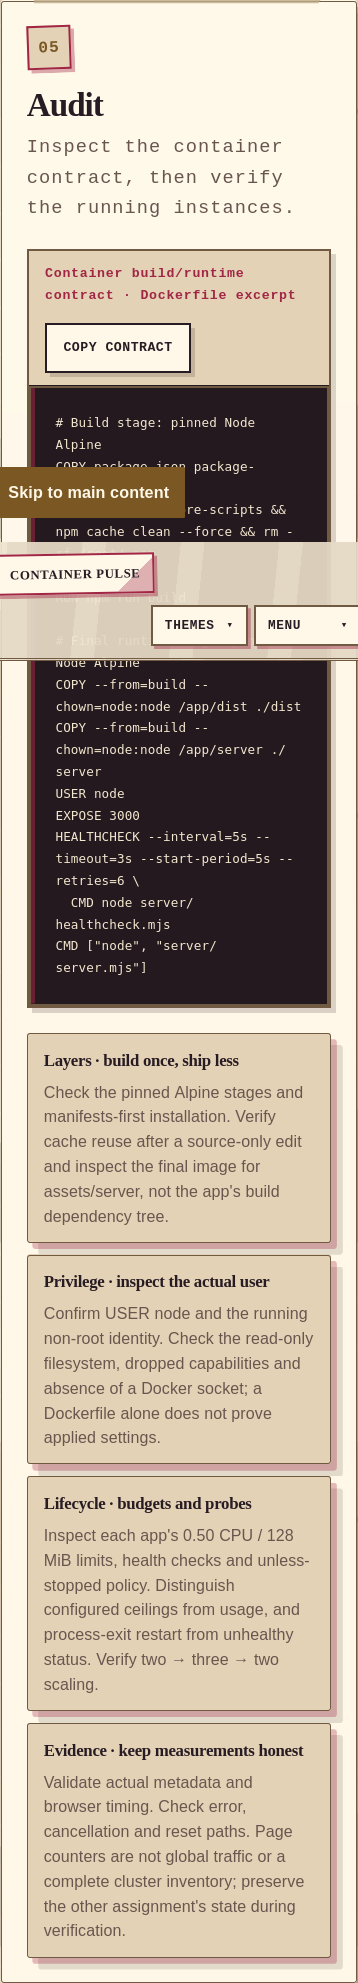 05
Audit
Inspect the container
contract, then verify
the running instances.
Container build/runtime
contract · Dockerfile excerpt
COPY CONTRACT
# Build stage: pinned Node
Alpine
COPY package.json package-
Skip to main content
re-scripts &&
npm cache clean --force && rm -
CONTAINER PULSE
THEMES ▾
MENU ▾
# Final
Node Alpine
COPY --from=build --
chown=node:node /app/dist ./dist
COPY --from=build --
chown=node:node /app/server ./
server
USER node
EXPOSE 3000
HEALTHCHECK --interval=5s --
timeout=3s --start-period=5s --
retries=6 \
CMD node server/
healthcheck.mjs
CMD ["node", "server/
server.mjs"]
Layers · build once, ship less
Check the pinned Alpine stages and
manifests-first installation. Verify
cache reuse after a source-only edit
and inspect the final image for
assets/server, not the app's build
dependency tree.
Privilege · inspect the actual user
Confirm USER node and the running
non-root identity. Check the read-only
filesystem, dropped capabilities and
absence of a Docker socket; a
Dockerfile alone does not prove
applied settings.
Lifecycle · budgets and probes
Inspect each app's 0.50 CPU / 128
MiB limits, health checks and unless-
stopped policy. Distinguish
configured ceilings from usage, and
process-exit restart from unhealthy
status. Verify two → three → two
scaling.
Evidence · keep measurements honest
Validate actual metadata and
browser timing. Check error,
cancellation and reset paths. Page
counters are not global traffic or a
complete cluster inventory; preserve
the other assignment's state during
verification.